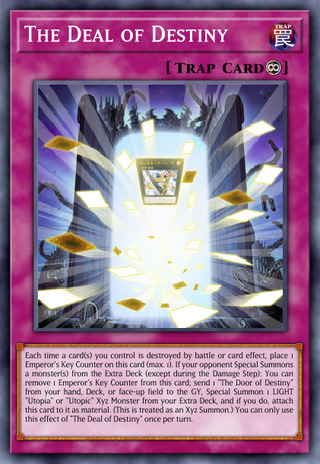 The Deal of Destiny
TRAP
罠
[ Trap Card ]
Each time a card(s) you control is destroyed by battle or card effect, place 1
Emperor's Key Counter on this card (max. 1). If your opponent Special Summons
a monster(s) from the Extra Deck (except during the Damage Step): You can
remove 1 Emperor's Key Counter from this card; send 1 "The Door of Destiny"
from your hand, Deck, or face-up field to the GY, Special Summon 1 LIGHT
"Utopia" or "Utopic" Xyz Monster from your Extra Deck, and if you do, attach
this card to it as material. (This is treated as an Xyz Summon.) You can only use
this effect of "The Deal of Destiny" once per turn.